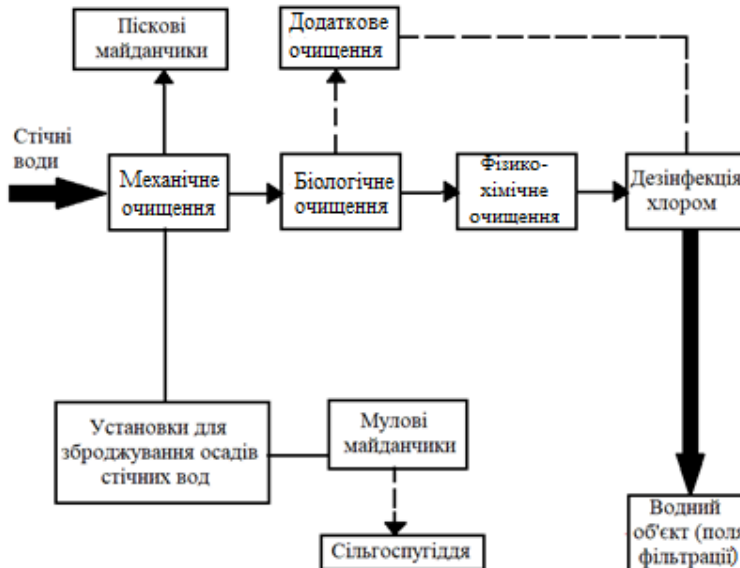 Піскові
майданчики
Додаткове
очищення
Стічні
води
Механічне
очищення
Біологічне
очищення
Фізико-
хімічне
очищення
Дезінфекція
хлором
Установки для
зброджування осадів
стічних вод
Мулові
майданчики
Сільгоспугіддя
Водний
об'єкт (поля
фільтрації)